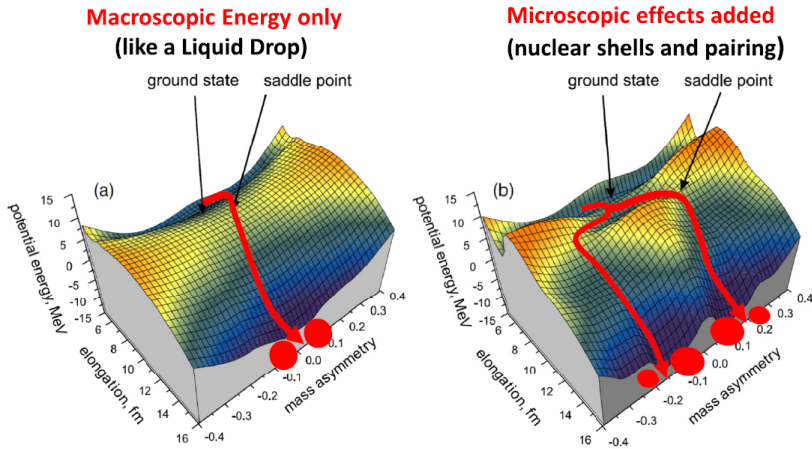 Macroscopic Energy only
(like a Liquid Drop)
ground state
saddle point
(a)
potential energy, MeV
15
10
5
0
-5
-10
-15
6
8
10
12
14
16
elongation, fm
-0.4
-0.3
-0.2
-0.1
0.0
0.1
0.2
0.3
0.4
mass asymmetry
Microscopic effects added
(nuclear shells and pairing)
ground state
saddle point
(b)
potential energy, MeV
15
10
5
0
-5
-10
-15
6
8
10
12
14
16
elongation, fm
-0.4
-0.3
-0.2
-0.1
0.0
0.1
0.2
0.3
0.4
mass asymmetry